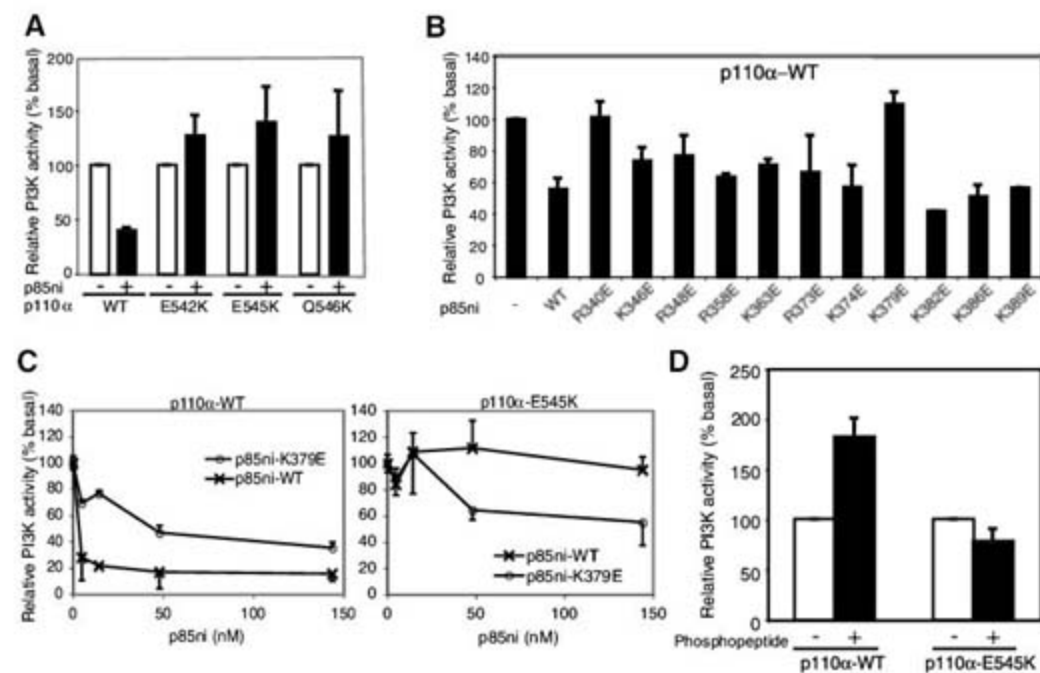 A
Relative PI3K activity (% basal)
200
150
100
50
0
p85ni - + - + - + - +
p110α WT E542K E545K Q546K
B
p110α–WT
Relative PI3K activity (% basal)
140
120
100
80
60
40
20
0
p85ni - WT R340E K346E R348E R358E K363E R373E K374E K379E K382E K386E K389E
C
p110α-WT
Relative PI3K activity (% basal)
140
120
100
80
60
40
20
0
p85ni-K379E
p85ni-WT
0 50 100 150
p85ni (nM)
p110α-E545K
140
120
100
80
60
40
20
0
p85ni-WT
p85ni-K379E
0 50 100 150
p85ni (nM)
D
Relative PI3K activity (% basal)
250
200
150
100
50
0
Phosphopeptide - + - +
p110α-WT p110α-E545K